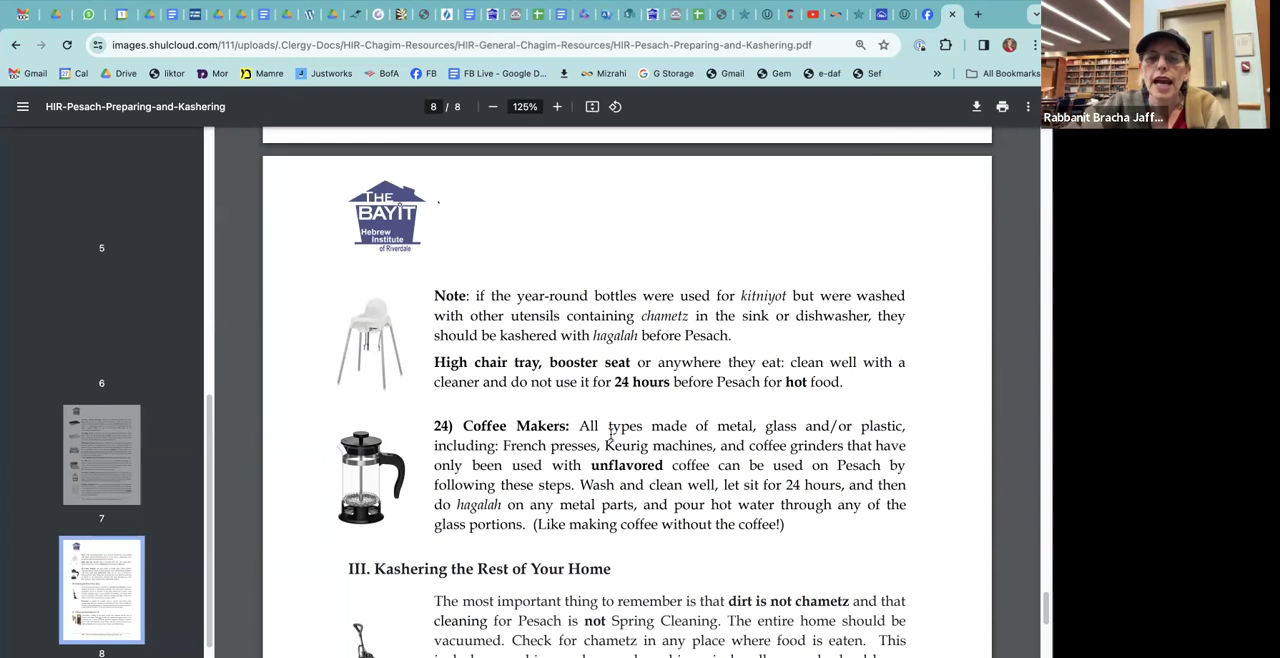 images.shulcloud.com/111/uploads/.Clergy-Docs/HIR-Chagim-Resources/HIR-General-Chagim-Resources/HIR-Pesach-Preparing-and-Kashering.pdf
Gmail Cal Drive liktor Mor Mamre Justworks BofA FB FB Live - Google D... Mizrahi G Storage Gmail Gem e-daf Sef » All Bookmarks
HIR-Pesach-Preparing-and-Kashering 8 / 8 125%
Rabbanit Bracha Jaff...
5
6
7
8
THE
BAYIT
Hebrew
Institute
of Riverdale
Note: if the year-round bottles were used for kitniyot but were washed
with other utensils containing chametz in the sink or dishwasher, they
should be kashered with hagalah before Pesach.
High chair tray, booster seat or anywhere they eat: clean well with a
cleaner and do not use it for 24 hours before Pesach for hot food.
24) Coffee Makers: All types made of metal, glass and/or plastic,
including: French presses, Keurig machines, and coffee grinders that have
only been used with unflavored coffee can be used on Pesach by
following these steps. Wash and clean well, let sit for 24 hours, and then
do hagalah on any metal parts, and pour hot water through any of the
glass portions. (Like making coffee without the coffee!)
III. Kashering the Rest of Your Home
The most important thing to remember is that dirt is not chametz and that
cleaning for Pesach is not Spring Cleaning. The entire home should be
vacuumed. Check for chametz in any place where food is eaten. This